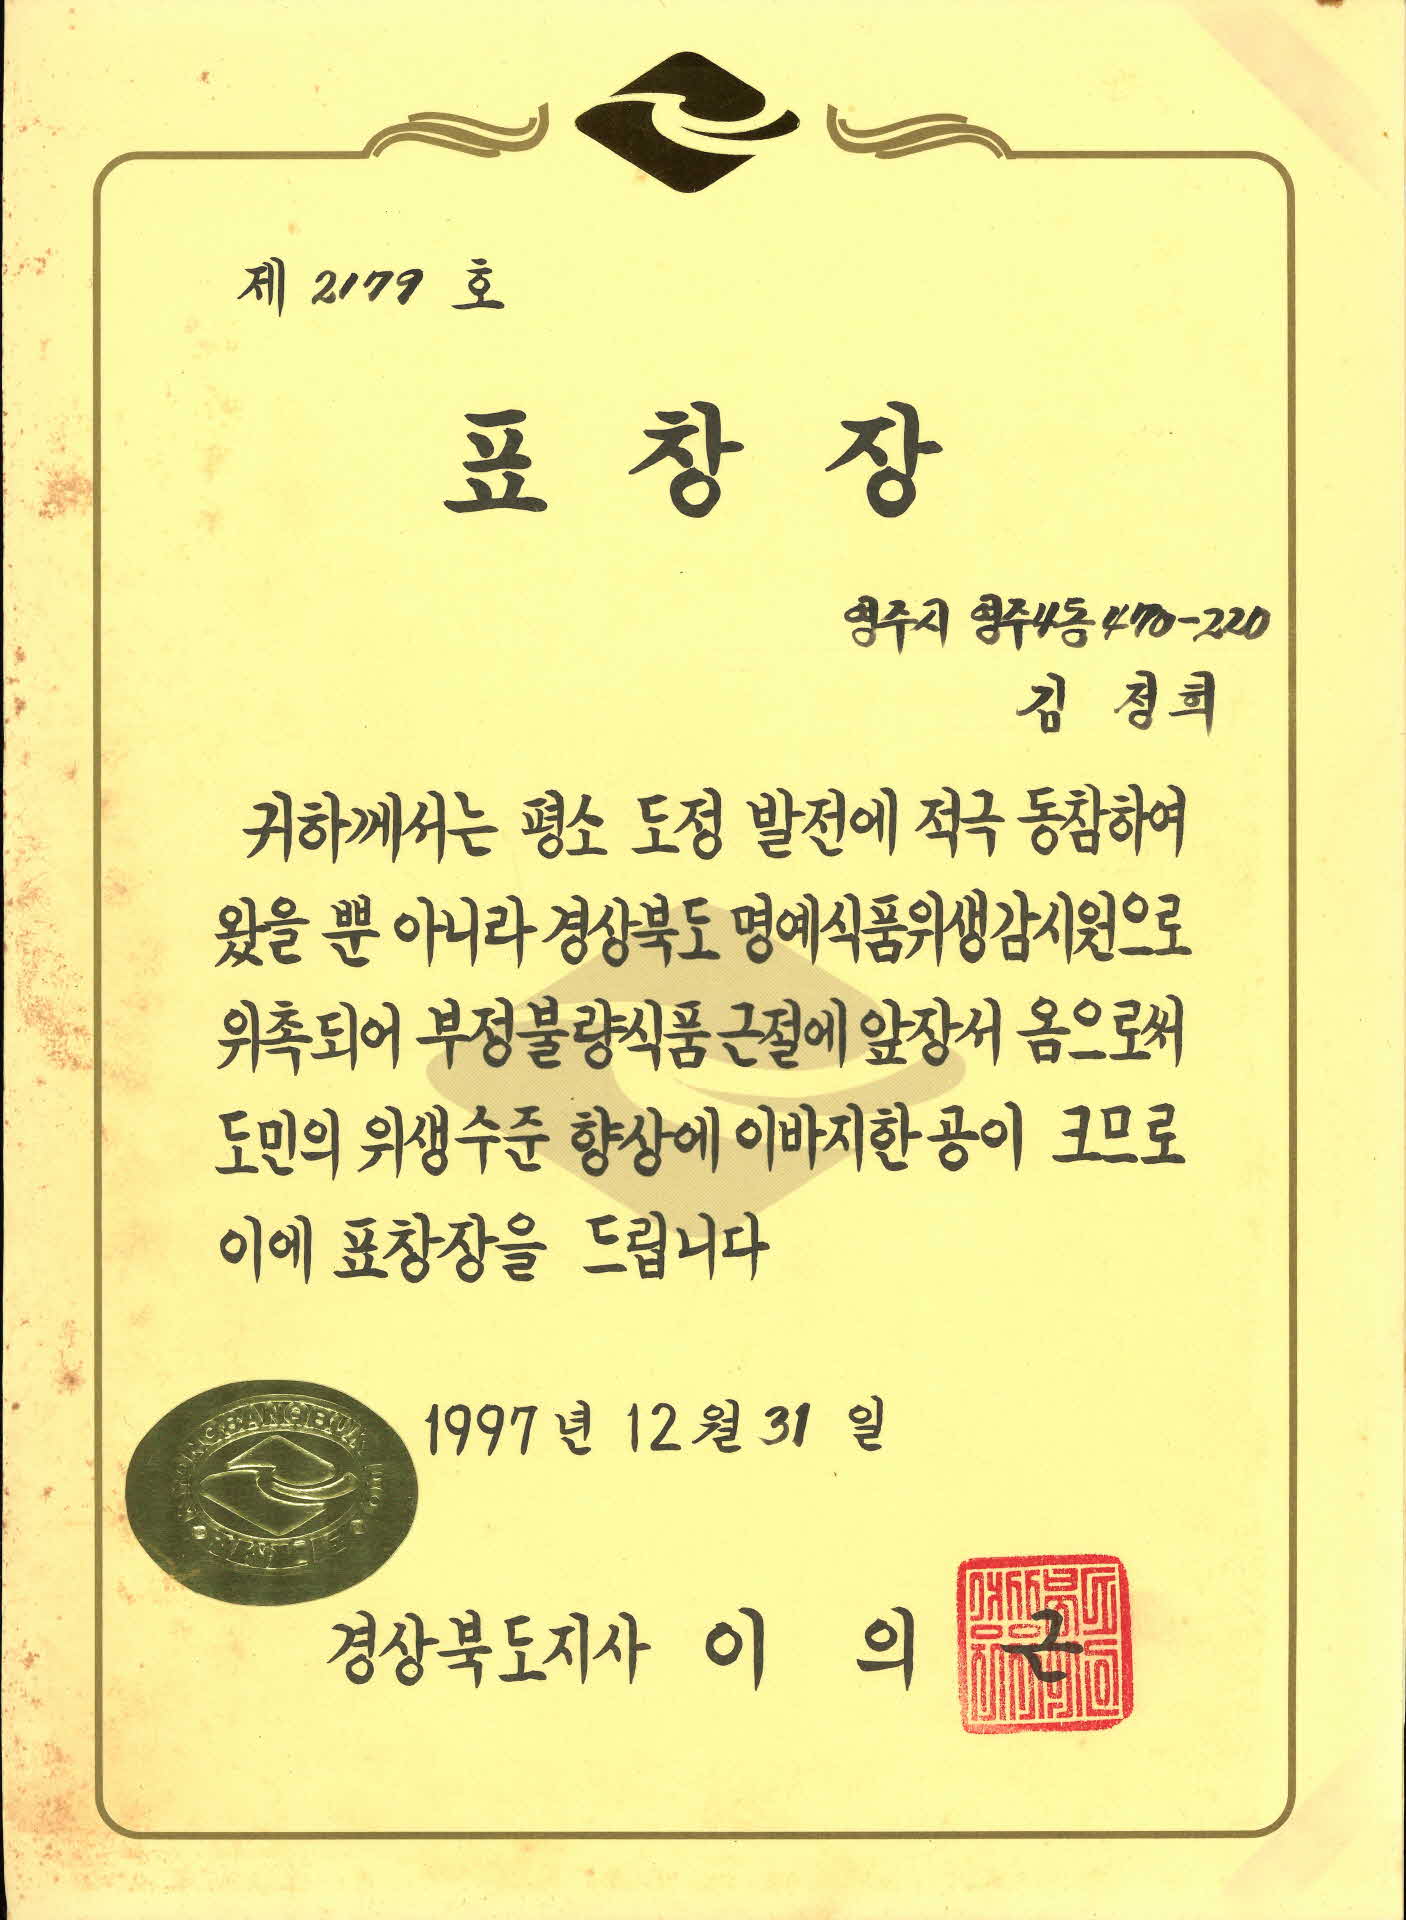 제 2179 호
표 창 장
영주시 영주4동 470-220
김 정희
귀하께서는 평소 도정 발전에 적극 동참하여
왔을 뿐 아니라 경상북도 명예식품위생감시원으로
위촉되어 부정불량식품 근절에 앞장서 옴으로써
도민의 위생수준 향상에 이바지한 공이 크므로
이에 표창장을 드립니다
1997년 12월 31 일
경상북도지사 이 의 근